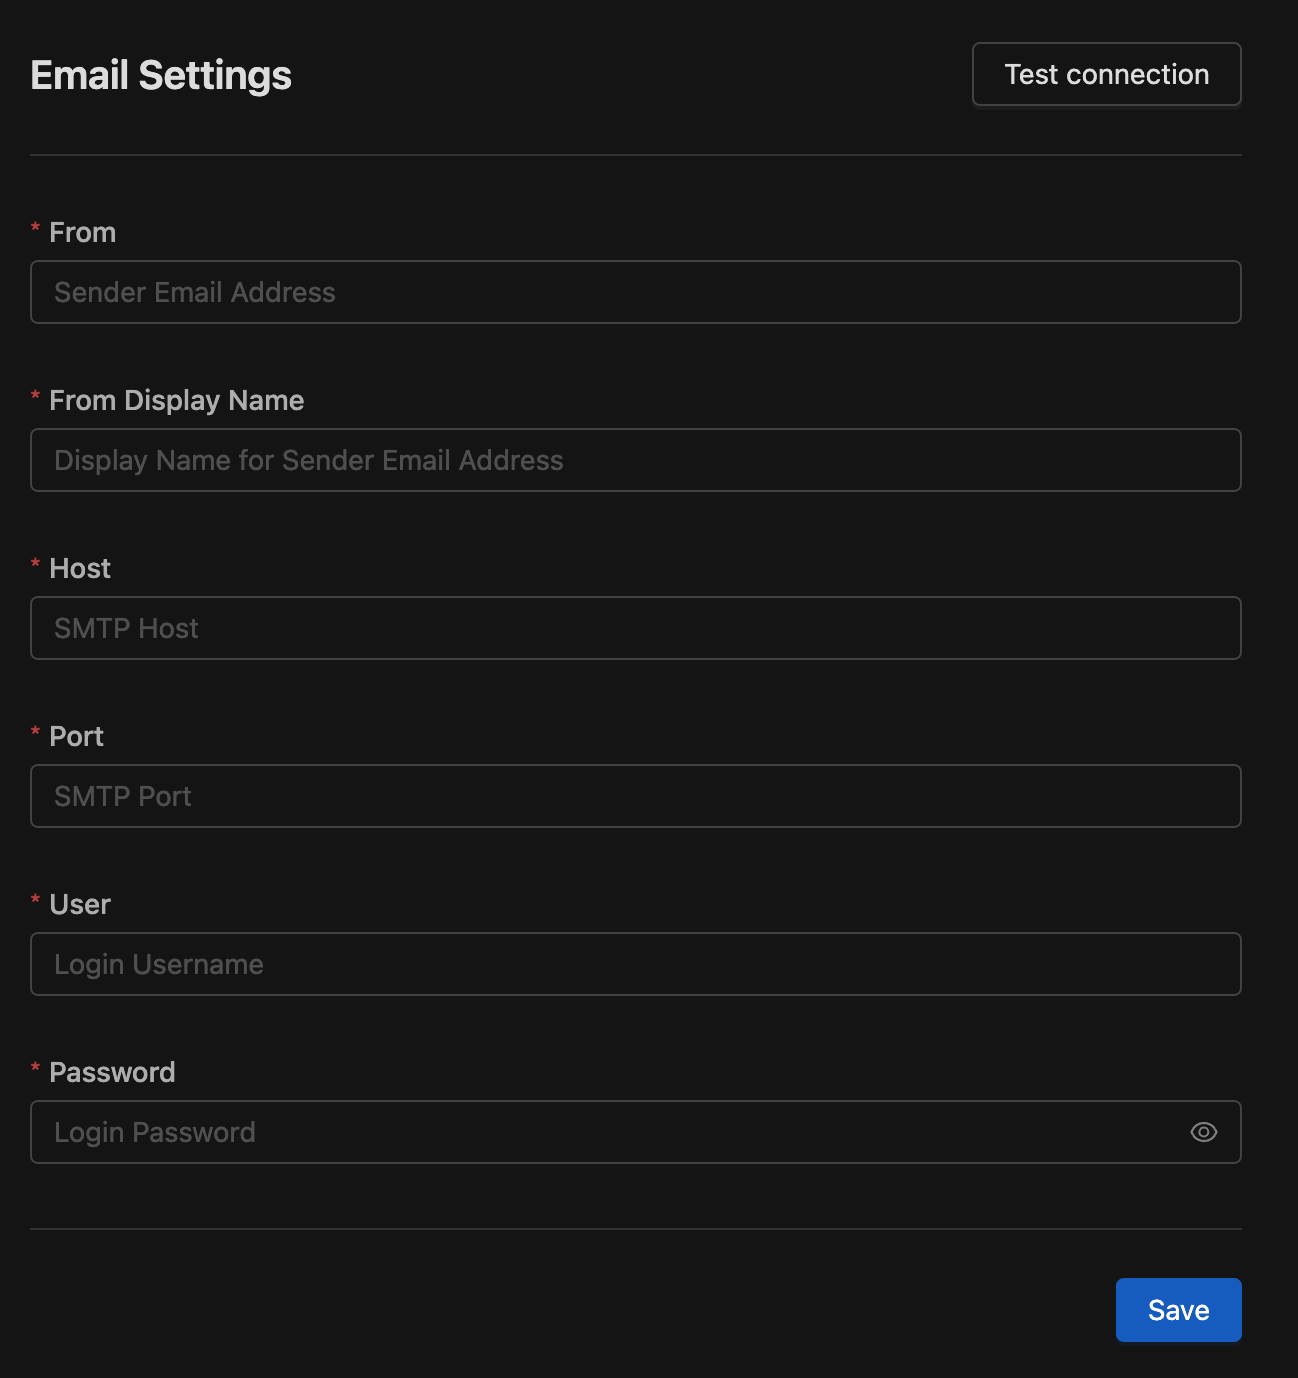 Email Settings
Test connection
* From
Sender Email Address
* From Display Name
Display Name for Sender Email Address
* Host
SMTP Host
* Port
SMTP Port
* User
Login Username
* Password
Login Password
Save